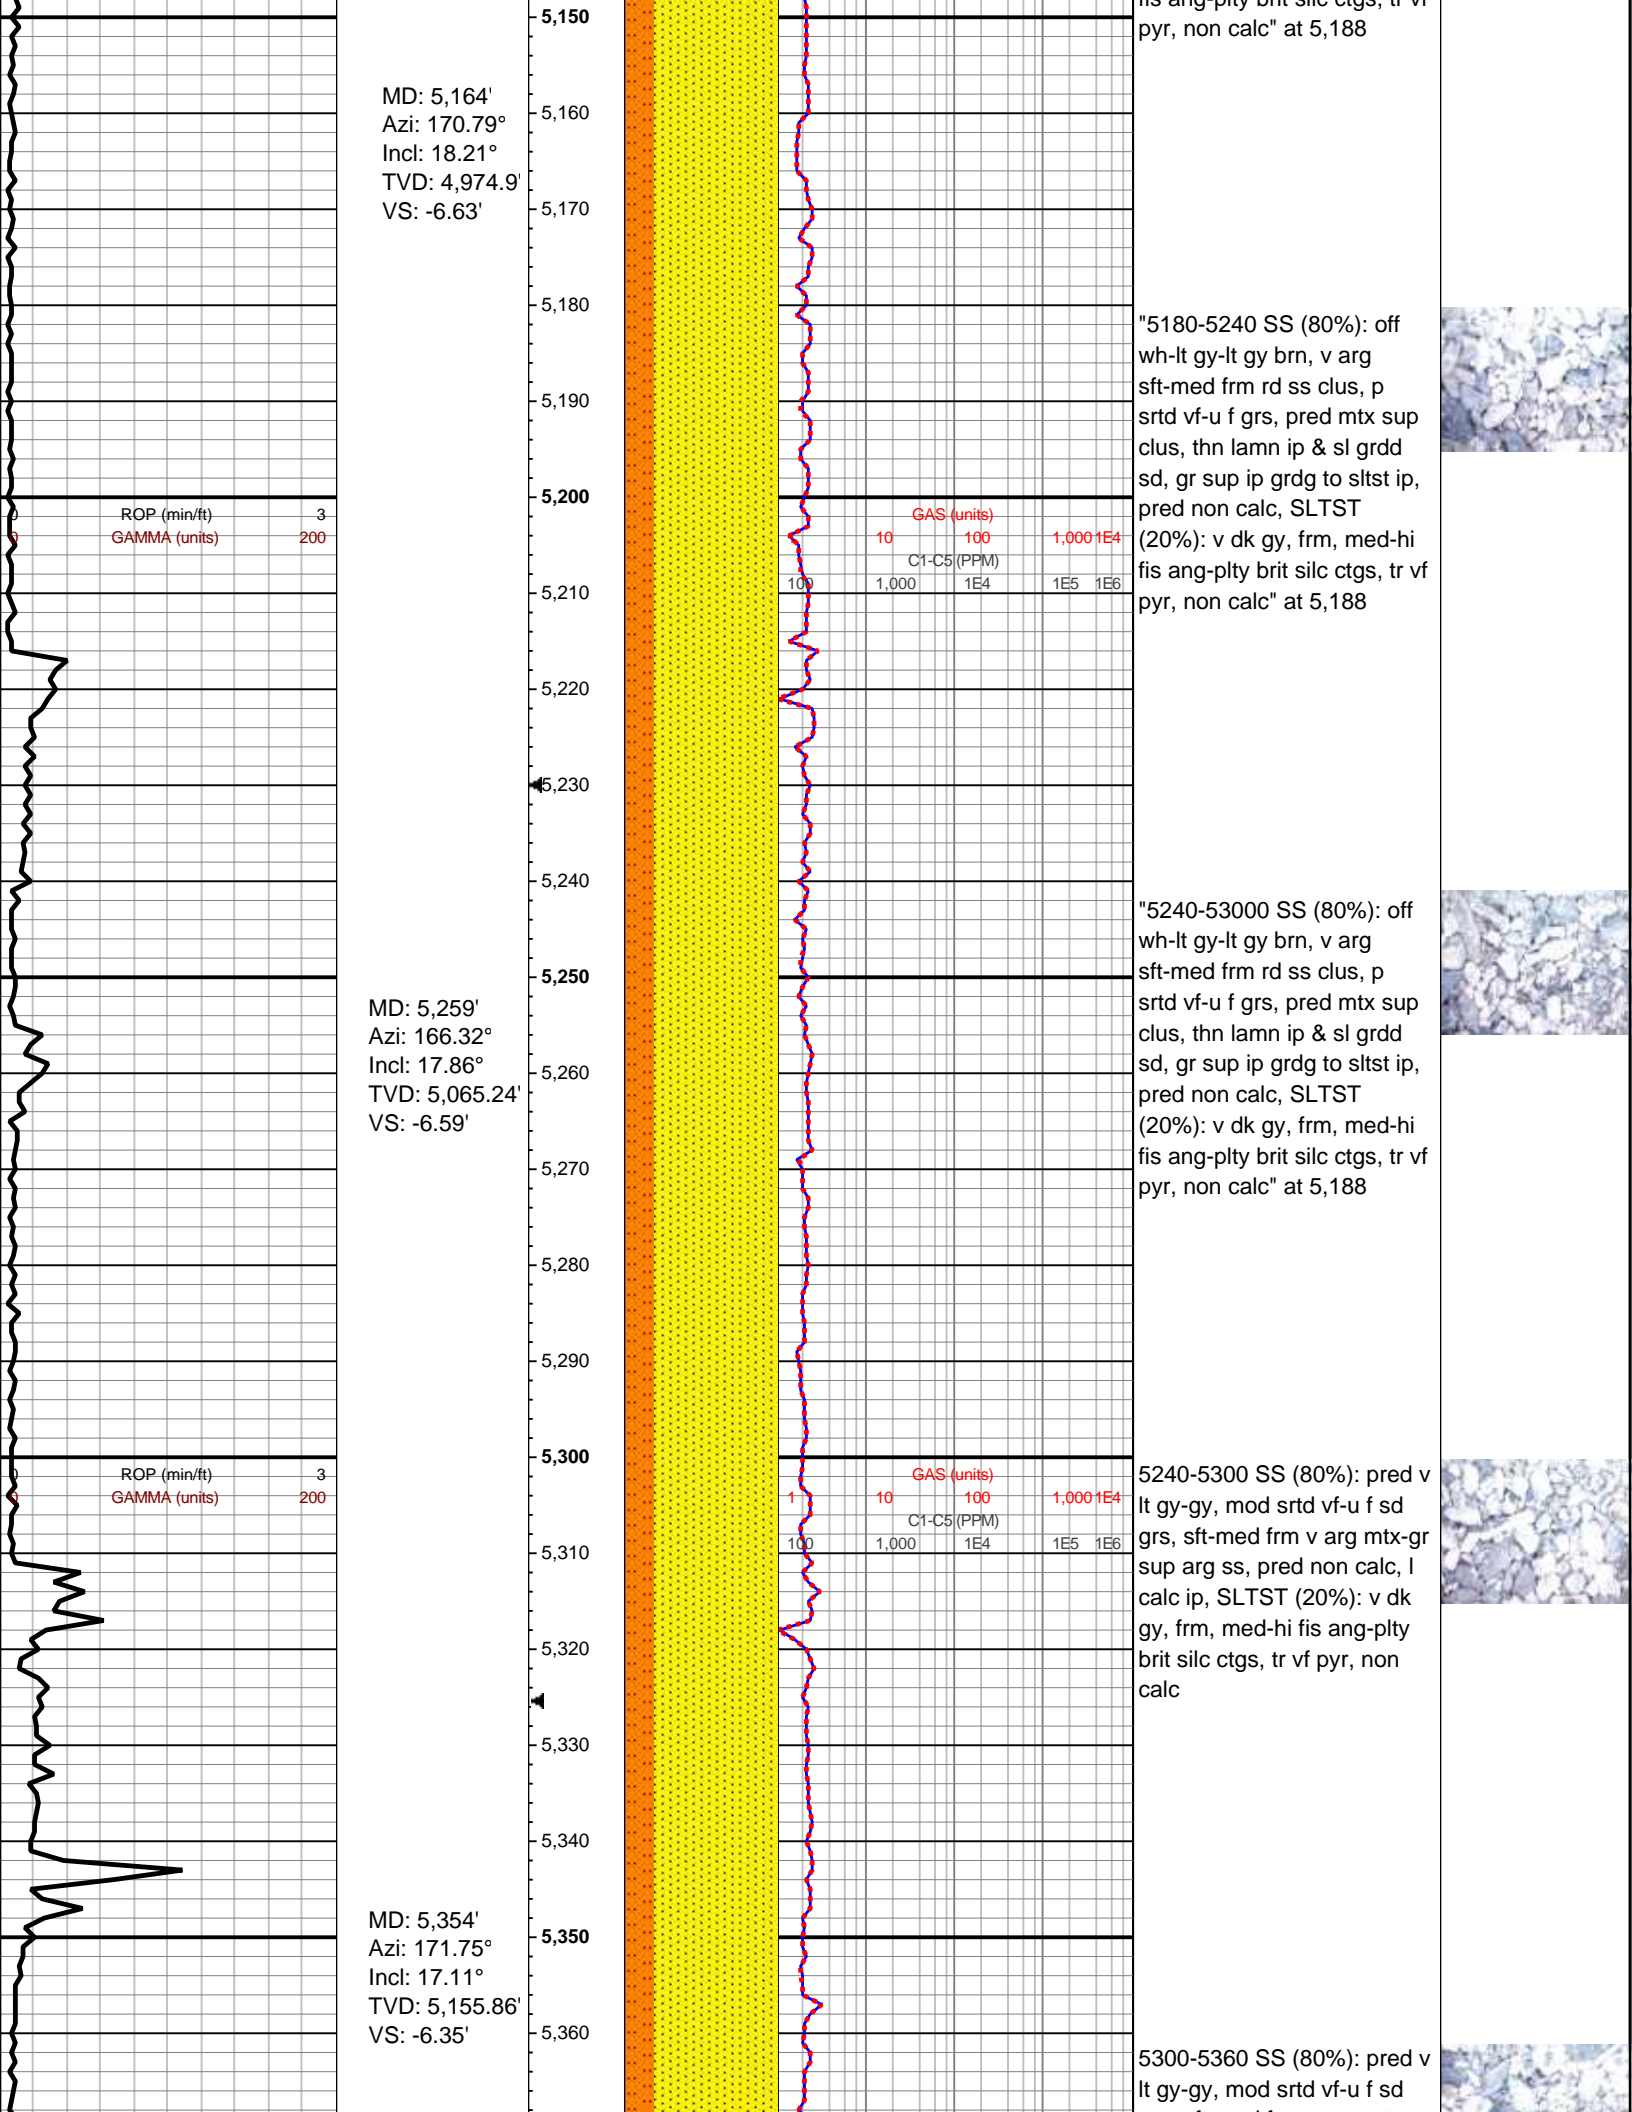 fis ang-plty brit silc ctgs, tr vf
5,150
pyr, non calc" at 5,188
MD: 5,164'
Azi: 170.79°
Incl: 18.21°
TVD: 4,974.9'
VS: -6.63'
5,160
5,170
5,180
"5180-5240 SS (80%): off
wh-lt gy-lt gy brn, v arg
sft-med frm rd ss clus, p
srtd vf-u f grs, pred mtx sup
clus, thn lamn ip & sl grdd
sd, gr sup ip grdg to sltst ip,
pred non calc, SLTST
(20%): v dk gy, frm, med-hi
fis ang-plty brit silc ctgs, tr vf
pyr, non calc" at 5,188
5,190
5,200
0 ROP (min/ft) 3
0 GAMMA (units) 200
GAS (units)
10 100 1,000 1E4
C1-C5 (PPM)
100 1,000 1E4 1E5 1E6
5,210
5,220
5,230
5,240
"5240-53000 SS (80%): off
wh-lt gy-lt gy brn, v arg
sft-med frm rd ss clus, p
srtd vf-u f grs, pred mtx sup
clus, thn lamn ip & sl grdd
sd, gr sup ip grdg to sltst ip,
pred non calc, SLTST
(20%): v dk gy, frm, med-hi
fis ang-plty brit silc ctgs, tr vf
pyr, non calc" at 5,188
5,250
MD: 5,259'
Azi: 166.32°
Incl: 17.86°
TVD: 5,065.24'
VS: -6.59'
5,260
5,270
5,280
5,290
5,300
0 ROP (min/ft) 3
0 GAMMA (units) 200
GAS (units)
1 10 100 1,000 1E4
C1-C5 (PPM)
100 1,000 1E4 1E5 1E6
5240-5300 SS (80%): pred v
lt gy-gy, mod srtd vf-u f sd
grs, sft-med frm v arg mtx-gr
sup arg ss, pred non calc, l
calc ip, SLTST (20%): v dk
gy, frm, med-hi fis ang-plty
brit silc ctgs, tr vf pyr, non
calc
5,310
5,320
5,330
5,340
5,350
MD: 5,354'
Azi: 171.75°
Incl: 17.11°
TVD: 5,155.86'
VS: -6.35'
5,360
5300-5360 SS (80%): pred v
lt gy-gy, mod srtd vf-u f sd